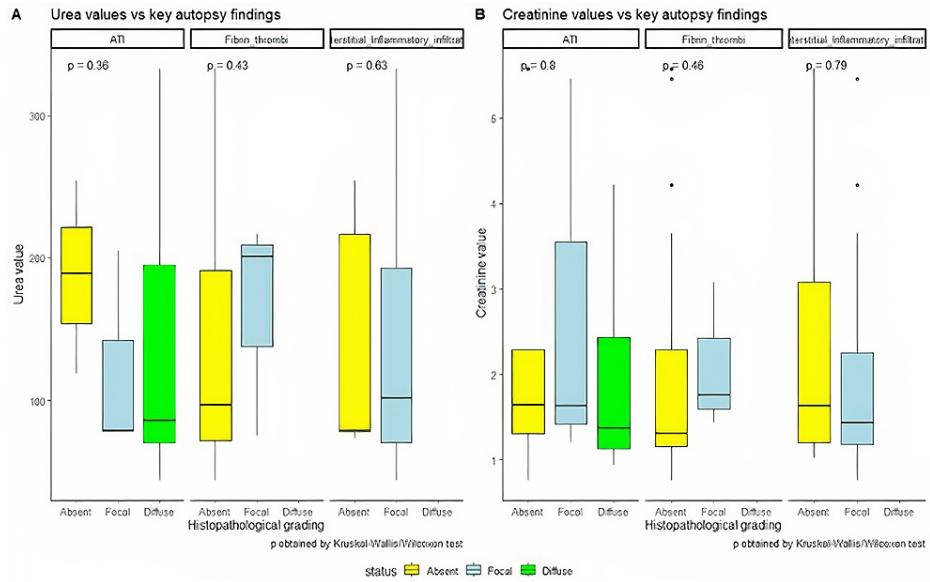 A Urea values vs key autopsy findings
ATI Fibrin_thrombi terstitial_Inflammatory_infiltrat
p = 0.36 p = 0.43 p = 0.63
Urea value
300
200
100
Absent Focal Diffuse Absent Focal Diffuse Absent Focal Diffuse
Histopathological grading
p obtained by Kruskal-Wallis/Wilcoxon test
B Creatinine values vs key autopsy findings
ATI Fibrin_thrombi terstitial_Inflammatory_infiltrat
p = 0.8 p = 0.46 p = 0.79
Creatinine value
5
4
3
2
1
Absent Focal Diffuse Absent Focal Diffuse Absent Focal Diffuse
Histopathological grading
p obtained by Kruskal-Wallis/Wilcoxon test
status Absent Focal Diffuse